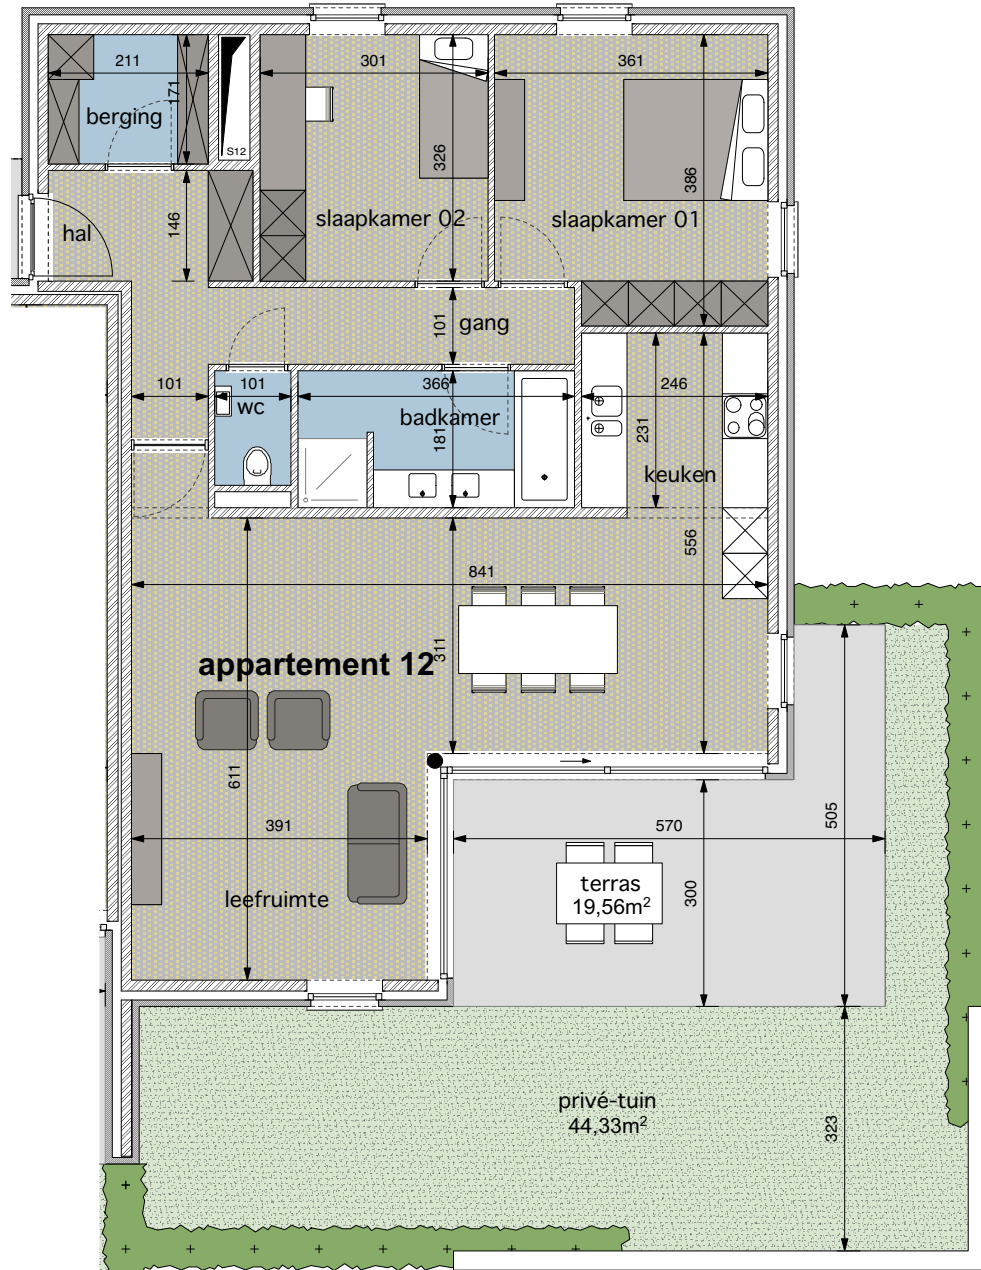 211
171
berging
S12
301
326
slaapkamer 02
361
386
slaapkamer 01
hal
146
101
gang
101
101
wc
366
badkamer
181
246
231
keuken
556
841
311
appartement 12
611
391
leefruimte
570
505
300
terras
19,56m²
privé-tuin
44,33m²
323